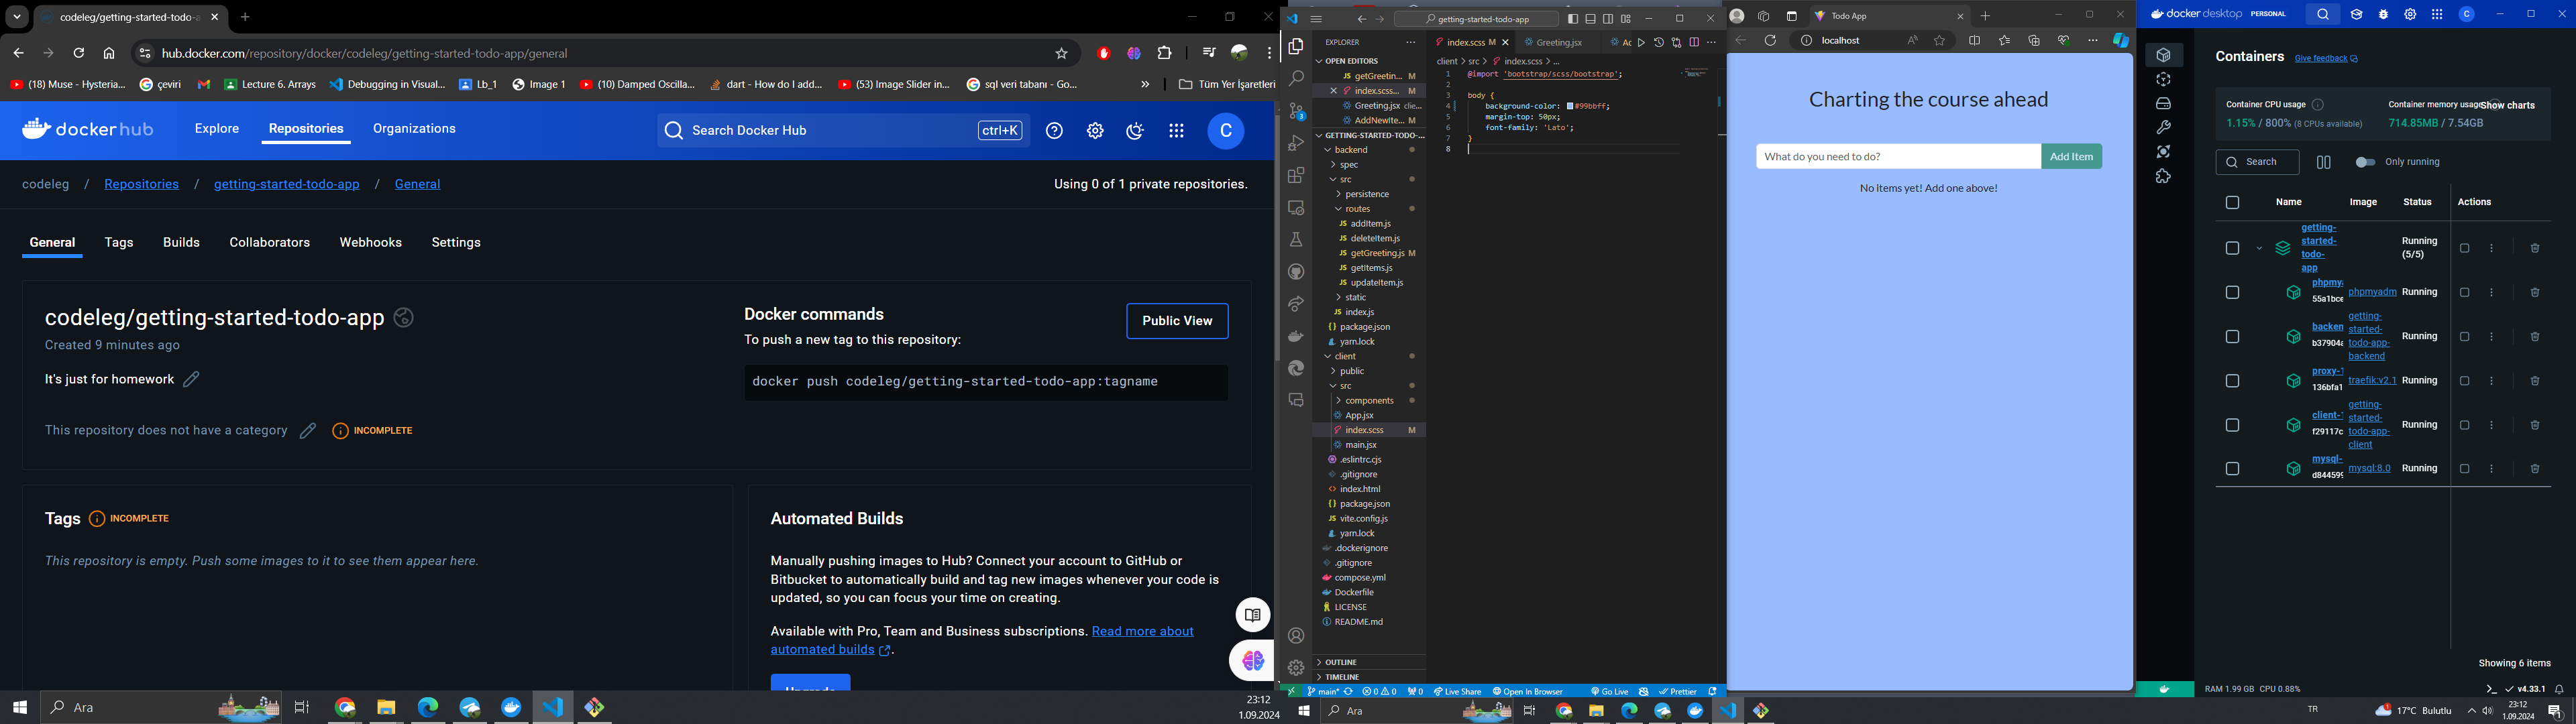 codeleg/getting-started-todo-a
hub.docker.com/repository/docker/codeleg/getting-started-todo-app/general
(18) Muse - Hysteria...
çeviri
Lecture 6. Arrays
Debugging in Visual...
Lb_1
Image 1
(10) Damped Oscilla...
dart - How do I add...
(53) Image Slider in...
sql veri tabanı - Go...
»
Tüm Yer İşaretleri
docker hub
Explore
Repositories
Organizations
Search Docker Hub
ctrl+K
C
codeleg / Repositories / getting-started-todo-app / General
Using 0 of 1 private repositories.
General
Tags
Builds
Collaborators
Webhooks
Settings
codeleg/getting-started-todo-app
Created 9 minutes ago
It's just for homework
This repository does not have a category
INCOMPLETE
Docker commands
To push a new tag to this repository:
Public View
docker push codeleg/getting-started-todo-app:tagname
Tags
INCOMPLETE
This repository is empty. Push some images to it to see them appear here.
Automated Builds
Manually pushing images to Hub? Connect your account to GitHub or
Bitbucket to automatically build and tag new images whenever your code is
updated, so you can focus your time on creating.
Available with Pro, Team and Business subscriptions. Read more about
automated builds.
Upgrade
Ara
23:12
1.09.2024
getting-started-todo-app
EXPLORER
OPEN EDITORS
getGreetin... M
index.scss... M
Greeting.jsx clie...
AddNewIte... M
GETTING-STARTED-TODO-...
backend
spec
src
persistence
routes
addItem.js
deleteItem.js
getGreeting.js M
getItems.js
updateItem.js
static
index.js
package.json
yarn.lock
client
public
src
components
App.jsx
index.scss M
main.jsx
.eslintrc.cjs
.gitignore
index.html
package.json
vite.config.js
yarn.lock
.dockerignore
.gitignore
compose.yml
Dockerfile
LICENSE
README.md
OUTLINE
TIMELINE
3
index.scss M
Greeting.jsx
Ac
client > src > index.scss > ...
1 @import 'bootstrap/scss/bootstrap';
2
3 body {
4 background-color: #99bbff;
5 margin-top: 50px;
6 font-family: 'Lato';
7 }
8
main*
0 0
0
Live Share
Open In Browser
Go Live
Prettier
Todo App
localhost
Charting the course ahead
What do you need to do?
Add Item
No items yet! Add one above!
docker desktop PERSONAL
C
Containers
Give feedback
Container CPU usage
1.15% / 800% (8 CPUs available)
Container memory usage
714.85MB / 7.54GB
Show charts
Search
Only running
Name
Image
Status
Actions
getting-
started-
todo-
app
Running
(5/5)
phpmya
55a1bce
phpmyadm
Running
backen
b37904a
getting-
started-
todo-app-
backend
Running
proxy-1
136bfa1
traefik:v2.1
Running
client-1
f29117c
getting-
started-
todo-app-
client
Running
mysql-
d844599
mysql:8.0
Running
Showing 6 items
RAM 1.99 GB CPU 0.88%
v4.33.1
Ara
TR
1
17°C Bulutlu
23:12
1.09.2024